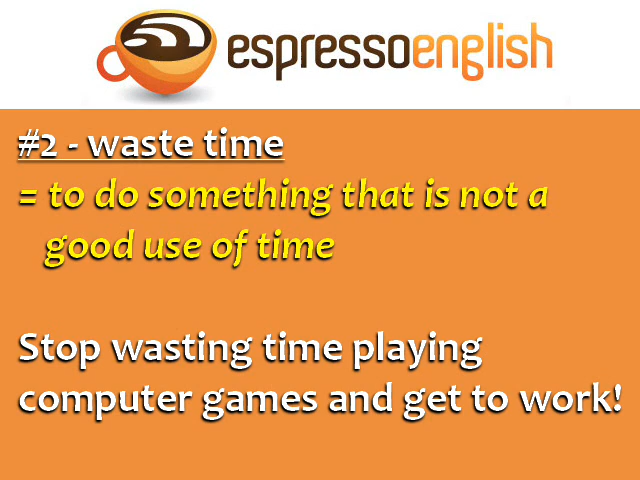 espressoenglish
#2 - waste time
= to do something that is not a
good use of time
Stop wasting time playing
computer games and get to work!